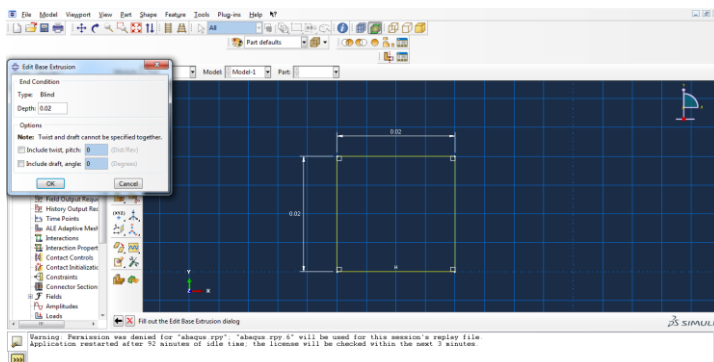 File Model Viewport View Part Shape Feature Tools Plug-ins Help
All
Part defaults
Edit Base Extrusion
Model: Model-1 Part:
End Condition
Type: Blind
Depth: 0.02
Options
Note: Twist and draft cannot be specified together.
Include twist, pitch: 0 (Dist/Rev)
Include draft, angle: 0 (Degrees)
OK Cancel
0.02
0.02
H
Y
Z X
Field Output Reque
History Output Rec
Time Points
ALE Adaptive Mesh
Interactions
Interaction Propert
Contact Controls
Contact Initializatio
Constraints
Connector Section
Fields
Amplitudes
Loads
(XYZ)
Fill out the Edit Base Extrusion dialog
SIMULI
Warning: Permission was denied for "abaqus.rpy"; "abaqus.rpy.6" will be used for this session's replay file.
Application restarted after 92 minutes of idle time; the license will be checked within the next 3 minutes.
>>>